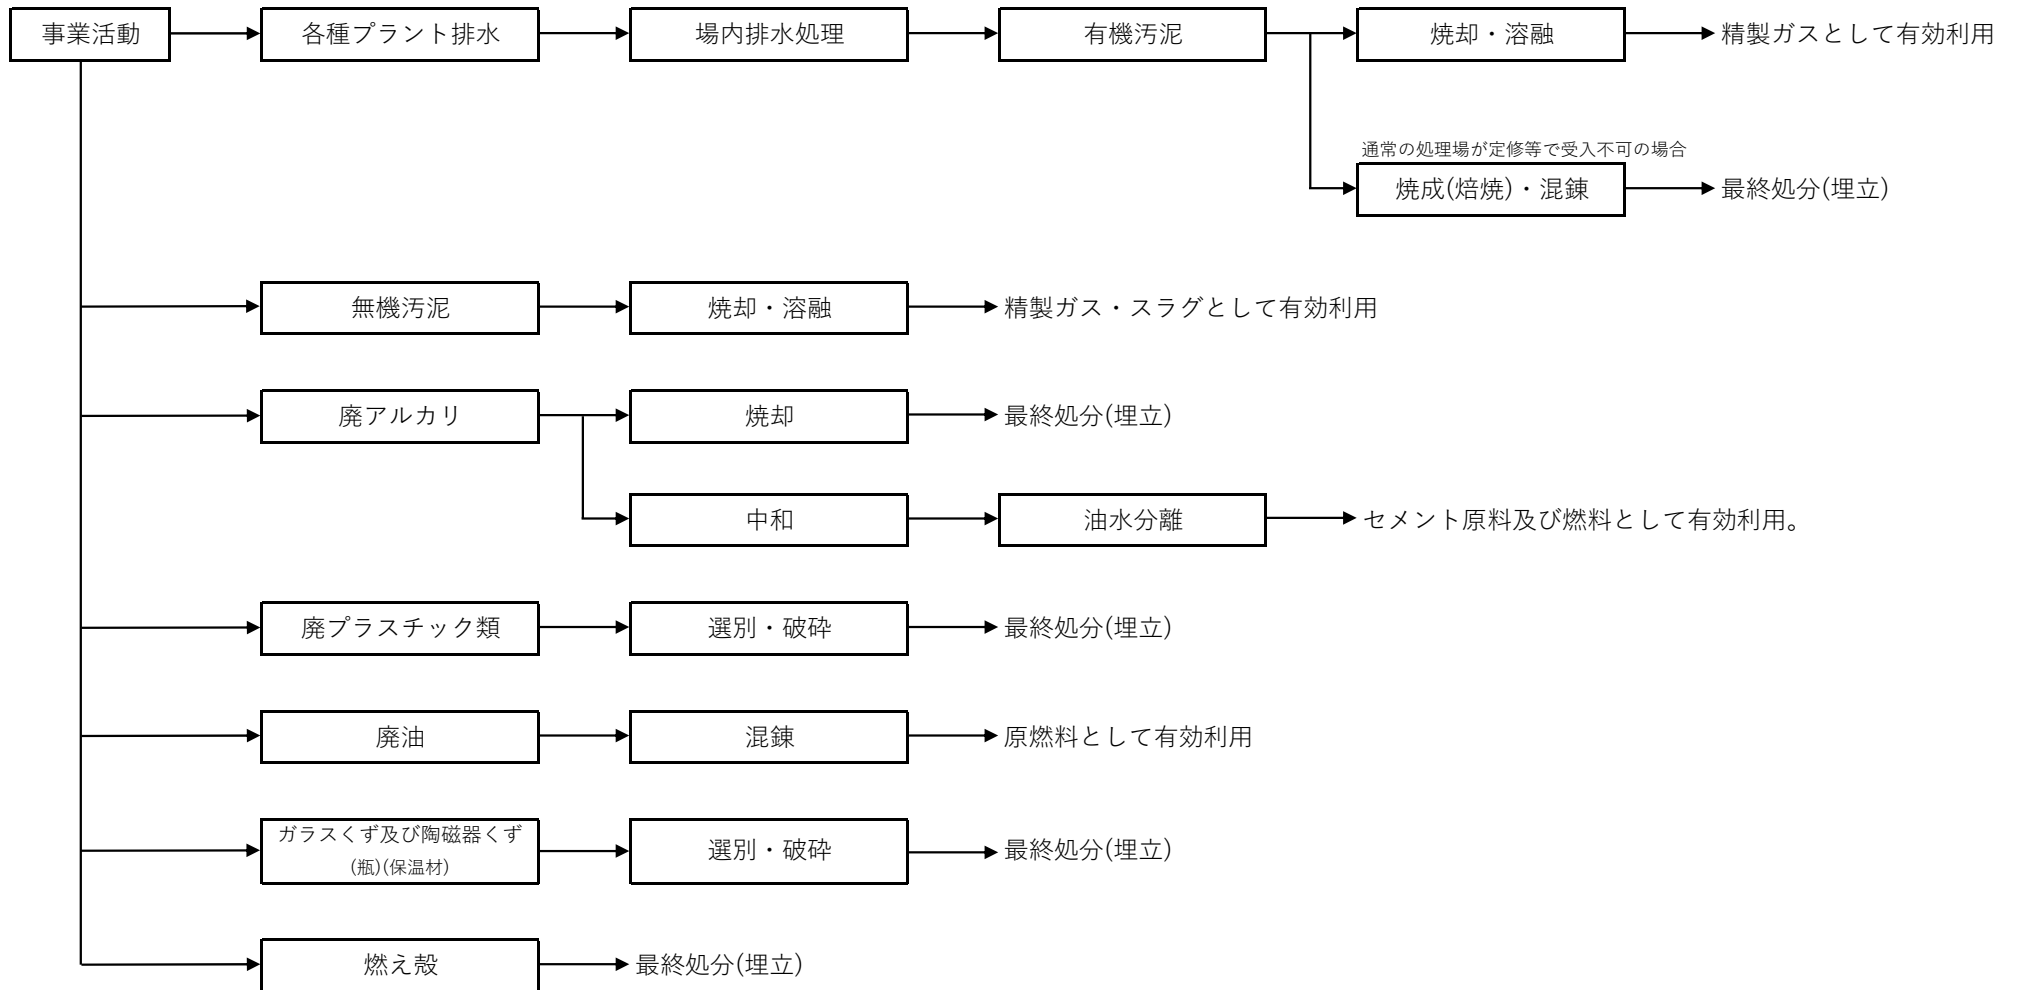 事業活動
各種プラント排水
場内排水処理
有機汚泥
焼却・溶融
精製ガスとして有効利用
通常の処理場が定修等で受入不可の場合
焼成(焙焼)・混錬
最終処分(埋立)
無機汚泥
焼却・溶融
精製ガス・スラグとして有効利用
廃アルカリ
焼却
最終処分(埋立)
中和
油水分離
セメント原料及び燃料として有効利用。
廃プラスチック類
選別・破砕
最終処分(埋立)
廃油
混錬
原燃料として有効利用
ガラスくず及び陶磁器くず
(瓶)(保温材)
選別・破砕
最終処分(埋立)
燃え殻
最終処分(埋立)